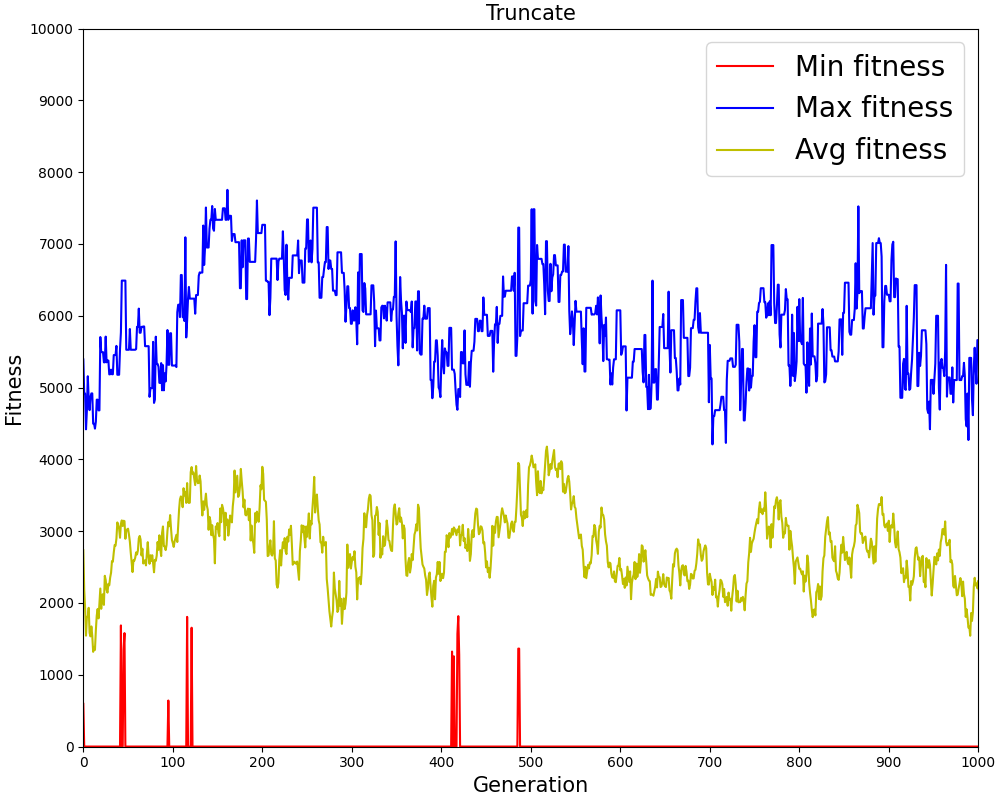 Truncate
10000
9000
8000
7000
6000
5000
4000
3000
2000
1000
0
Fitness
Min fitness
Max fitness
Avg fitness
0 100 200 300 400 500 600 700 800 900 1000
Generation